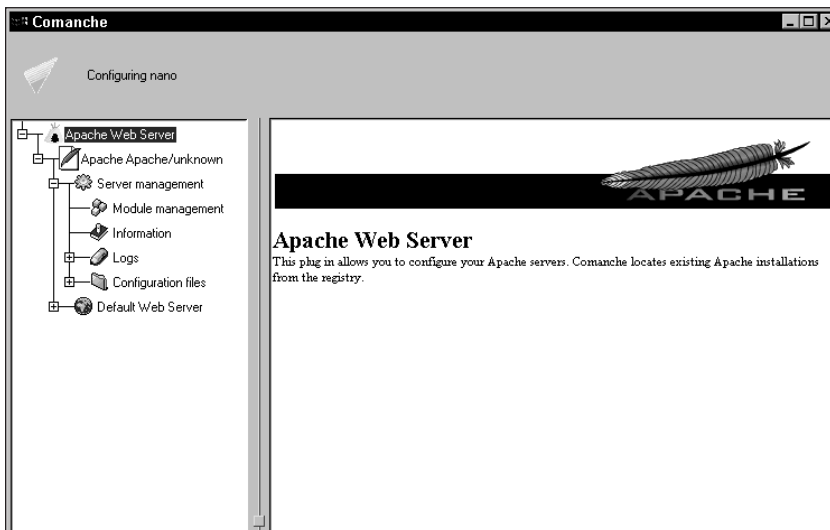 Comanche
Configuring nano
Apache Web Server
Apache Apache/unknown
Server management
Module management
Information
Logs
Configuration files
Default Web Server
APACHE
Apache Web Server
This plug in allows you to configure your Apache servers. Comanche locates existing Apache installations
from the registry.